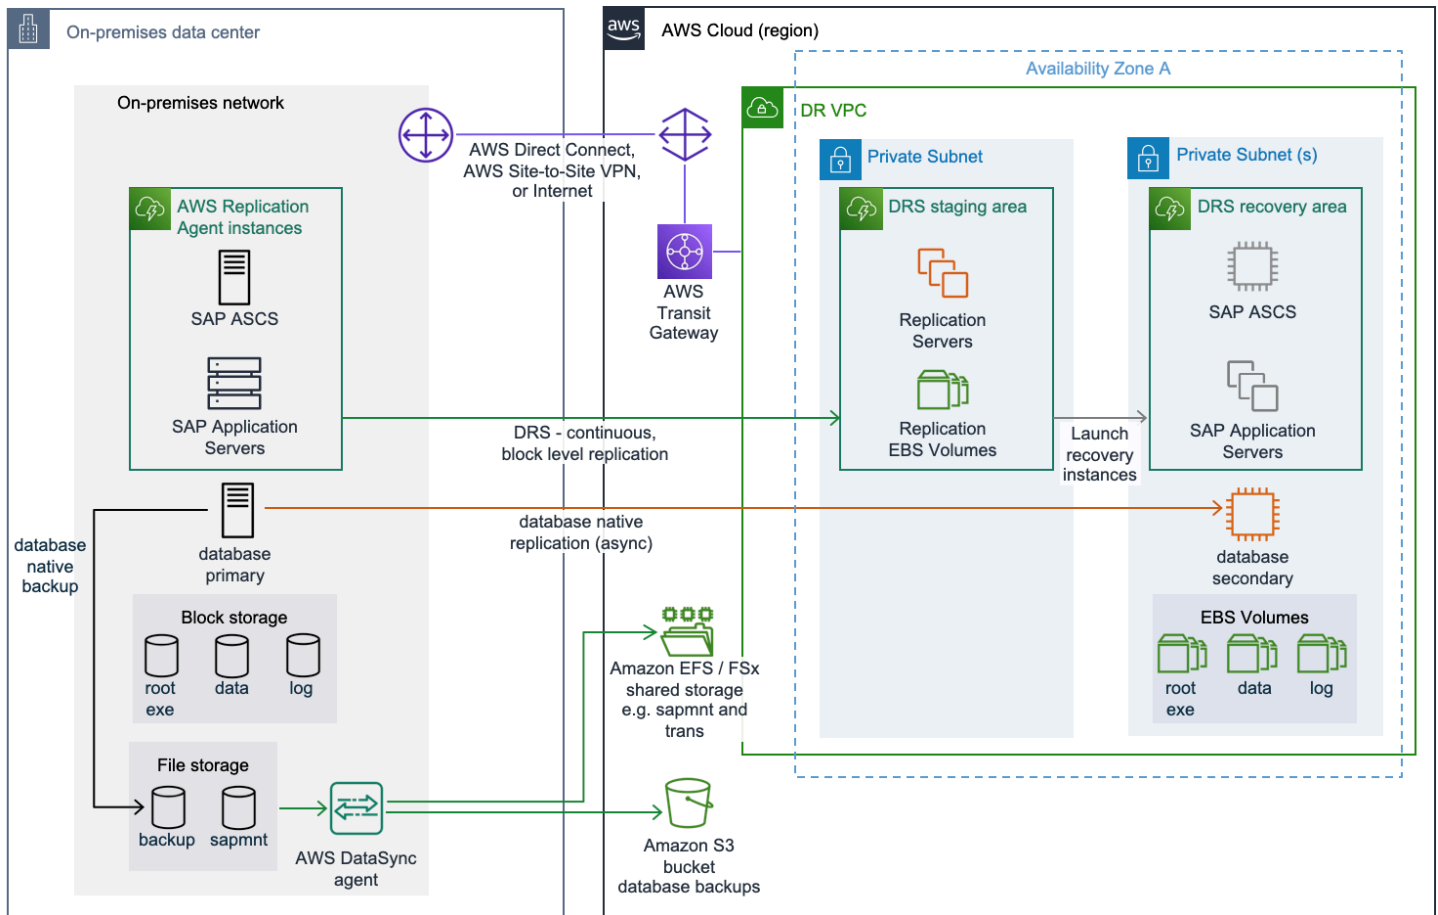 On-premises data center
aws
AWS Cloud (region)
Availability Zone A
On-premises network
DR VPC
AWS Direct Connect,
AWS Site-to-Site VPN,
or Internet
Private Subnet
Private Subnet (s)
AWS Replication
Agent instances
DRS staging area
DRS recovery area
SAP ASCS
AWS
Transit
Gateway
Replication
Servers
SAP ASCS
SAP Application
Servers
DRS - continuous,
block level replication
Replication
EBS Volumes
Launch
recovery
instances
SAP Application
Servers
database
native
backup
database
primary
database native
replication (async)
database
secondary
Block storage
root
exe
data
log
Amazon EFS / FSx
shared storage
e.g. sapmnt and
trans
EBS Volumes
root
exe
data
log
File storage
backup
sapmnt
AWS DataSync
agent
Amazon S3
bucket
database backups